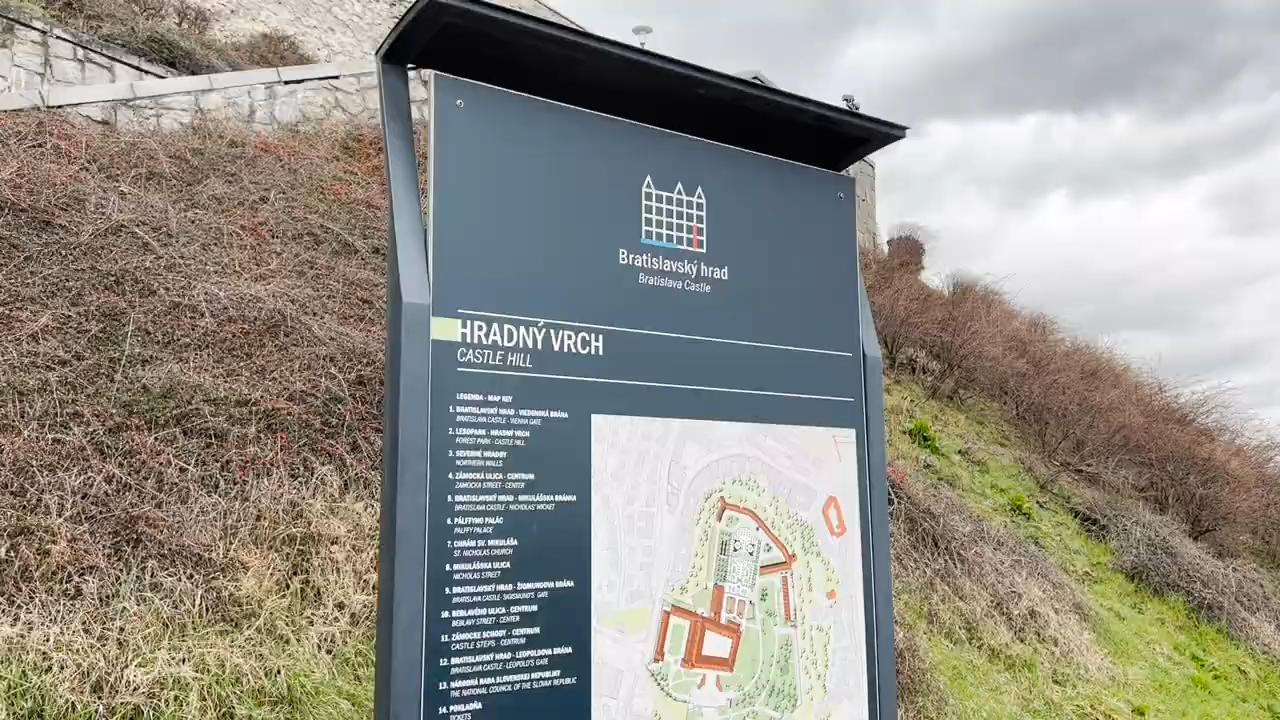 Bratislavský hrad
Bratislava Castle
HRADNÝ VRCH
CASTLE HILL
LEGENDA - MAP KEY
1. BRATISLAVSKÝ HRAD - VIEDENSKÁ BRÁNA
BRATISLAVA CASTLE - VIENNA GATE
2. LESOPARK - HRADNÝ VRCH
FOREST PARK - CASTLE HILL
3. SEVERNÉ HRADBY
NORTHERN WALLS
4. ZÁMOCKÁ ULICA - CENTRUM
ZAMOCKA STREET - CENTER
5. BRATISLAVSKÝ HRAD - MIKULÁŠSKA BRÁNKA
BRATISLAVA CASTLE - NICHOLAS' WICKET
6. PÁLFFYHO PALÁC
PALFFY PALACE
7. CHRÁM SV. MIKULÁŠA
ST. NICHOLAS CHURCH
8. MIKULÁŠSKA ULICA
NICHOLAS STREET
9. BRATISLAVSKÝ HRAD - ŽIGMUNDOVA BRÁNA
BRATISLAVA CASTLE - SIGISMUND'S GATE
10. BEBLAVÉHO ULICA - CENTRUM
BEBLAVY STREET - CENTER
11. ZÁMOCKE SCHODY - CENTRUM
CASTLE STEPS - CENTRUM
12. BRATISLAVSKÝ HRAD - LEOPOLDOVA BRÁNA
BRATISLAVA CASTLE - LEOPOLD'S GATE
13. NÁRODNÁ RADA SLOVENSKEJ REPUBLIKY
THE NATIONAL COUNCIL OF THE SLOVAK REPUBLIC
14. POKLADŇA
TICKETS